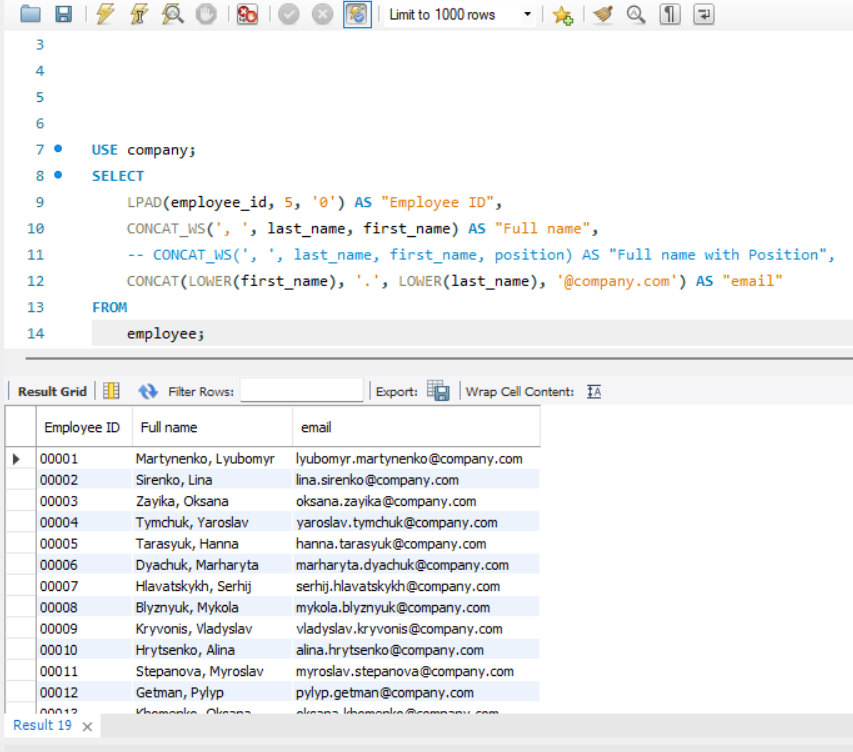 Limit to 1000 rows
3
4
5
6
7 USE company;
8 SELECT
9 LPAD(employee_id, 5, '0') AS "Employee ID",
10 CONCAT_WS(', ', last_name, first_name) AS "Full name",
11 -- CONCAT_WS(', ', last_name, first_name, position) AS "Full name with Position",
12 CONCAT(LOWER(first_name), '.', LOWER(last_name), '@company.com') AS "email"
13 FROM
14 employee;
Result Grid Filter Rows: Export: Wrap Cell Content:
Employee ID Full name email
00001 Martynenko, Lyubomyr lyubomyr.martynenko@company.com
00002 Sirenko, Lina lina.sirenko@company.com
00003 Zayika, Oksana oksana.zayika@company.com
00004 Tymchuk, Yaroslav yaroslav.tymchuk@company.com
00005 Tarasyuk, Hanna hanna.tarasyuk@company.com
00006 Dyachuk, Marharyta marharyta.dyachuk@company.com
00007 Hlavatskykh, Serhij serhij.hlavatskykh@company.com
00008 Blyznyuk, Mykola mykola.blyznyuk@company.com
00009 Kryvonis, Vladyslav vladyslav.kryvonis@company.com
00010 Hrytsenko, Alina alina.hrytsenko@company.com
00011 Stepanova, Myroslav myroslav.stepanova@company.com
00012 Getman, Pylyp pylyp.getman@company.com
00013 Khomenko, Oksana oksana.khomenko@company.com
Result 19